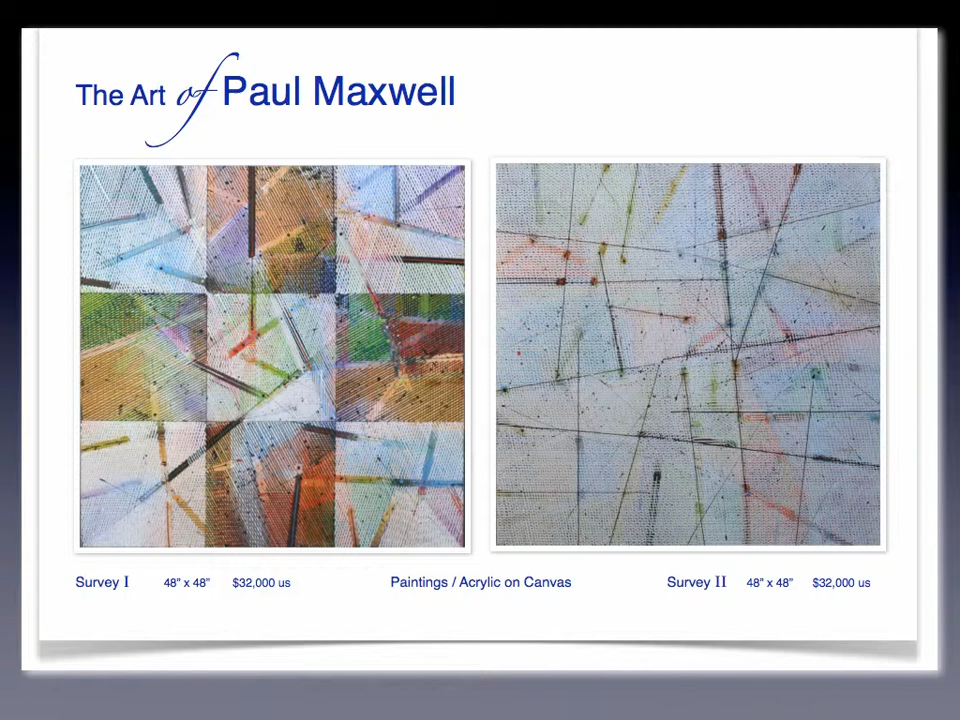 The Art of Paul Maxwell
Survey I 48" x 48" $32,000 us Paintings / Acrylic on Canvas Survey II 48" x 48" $32,000 us